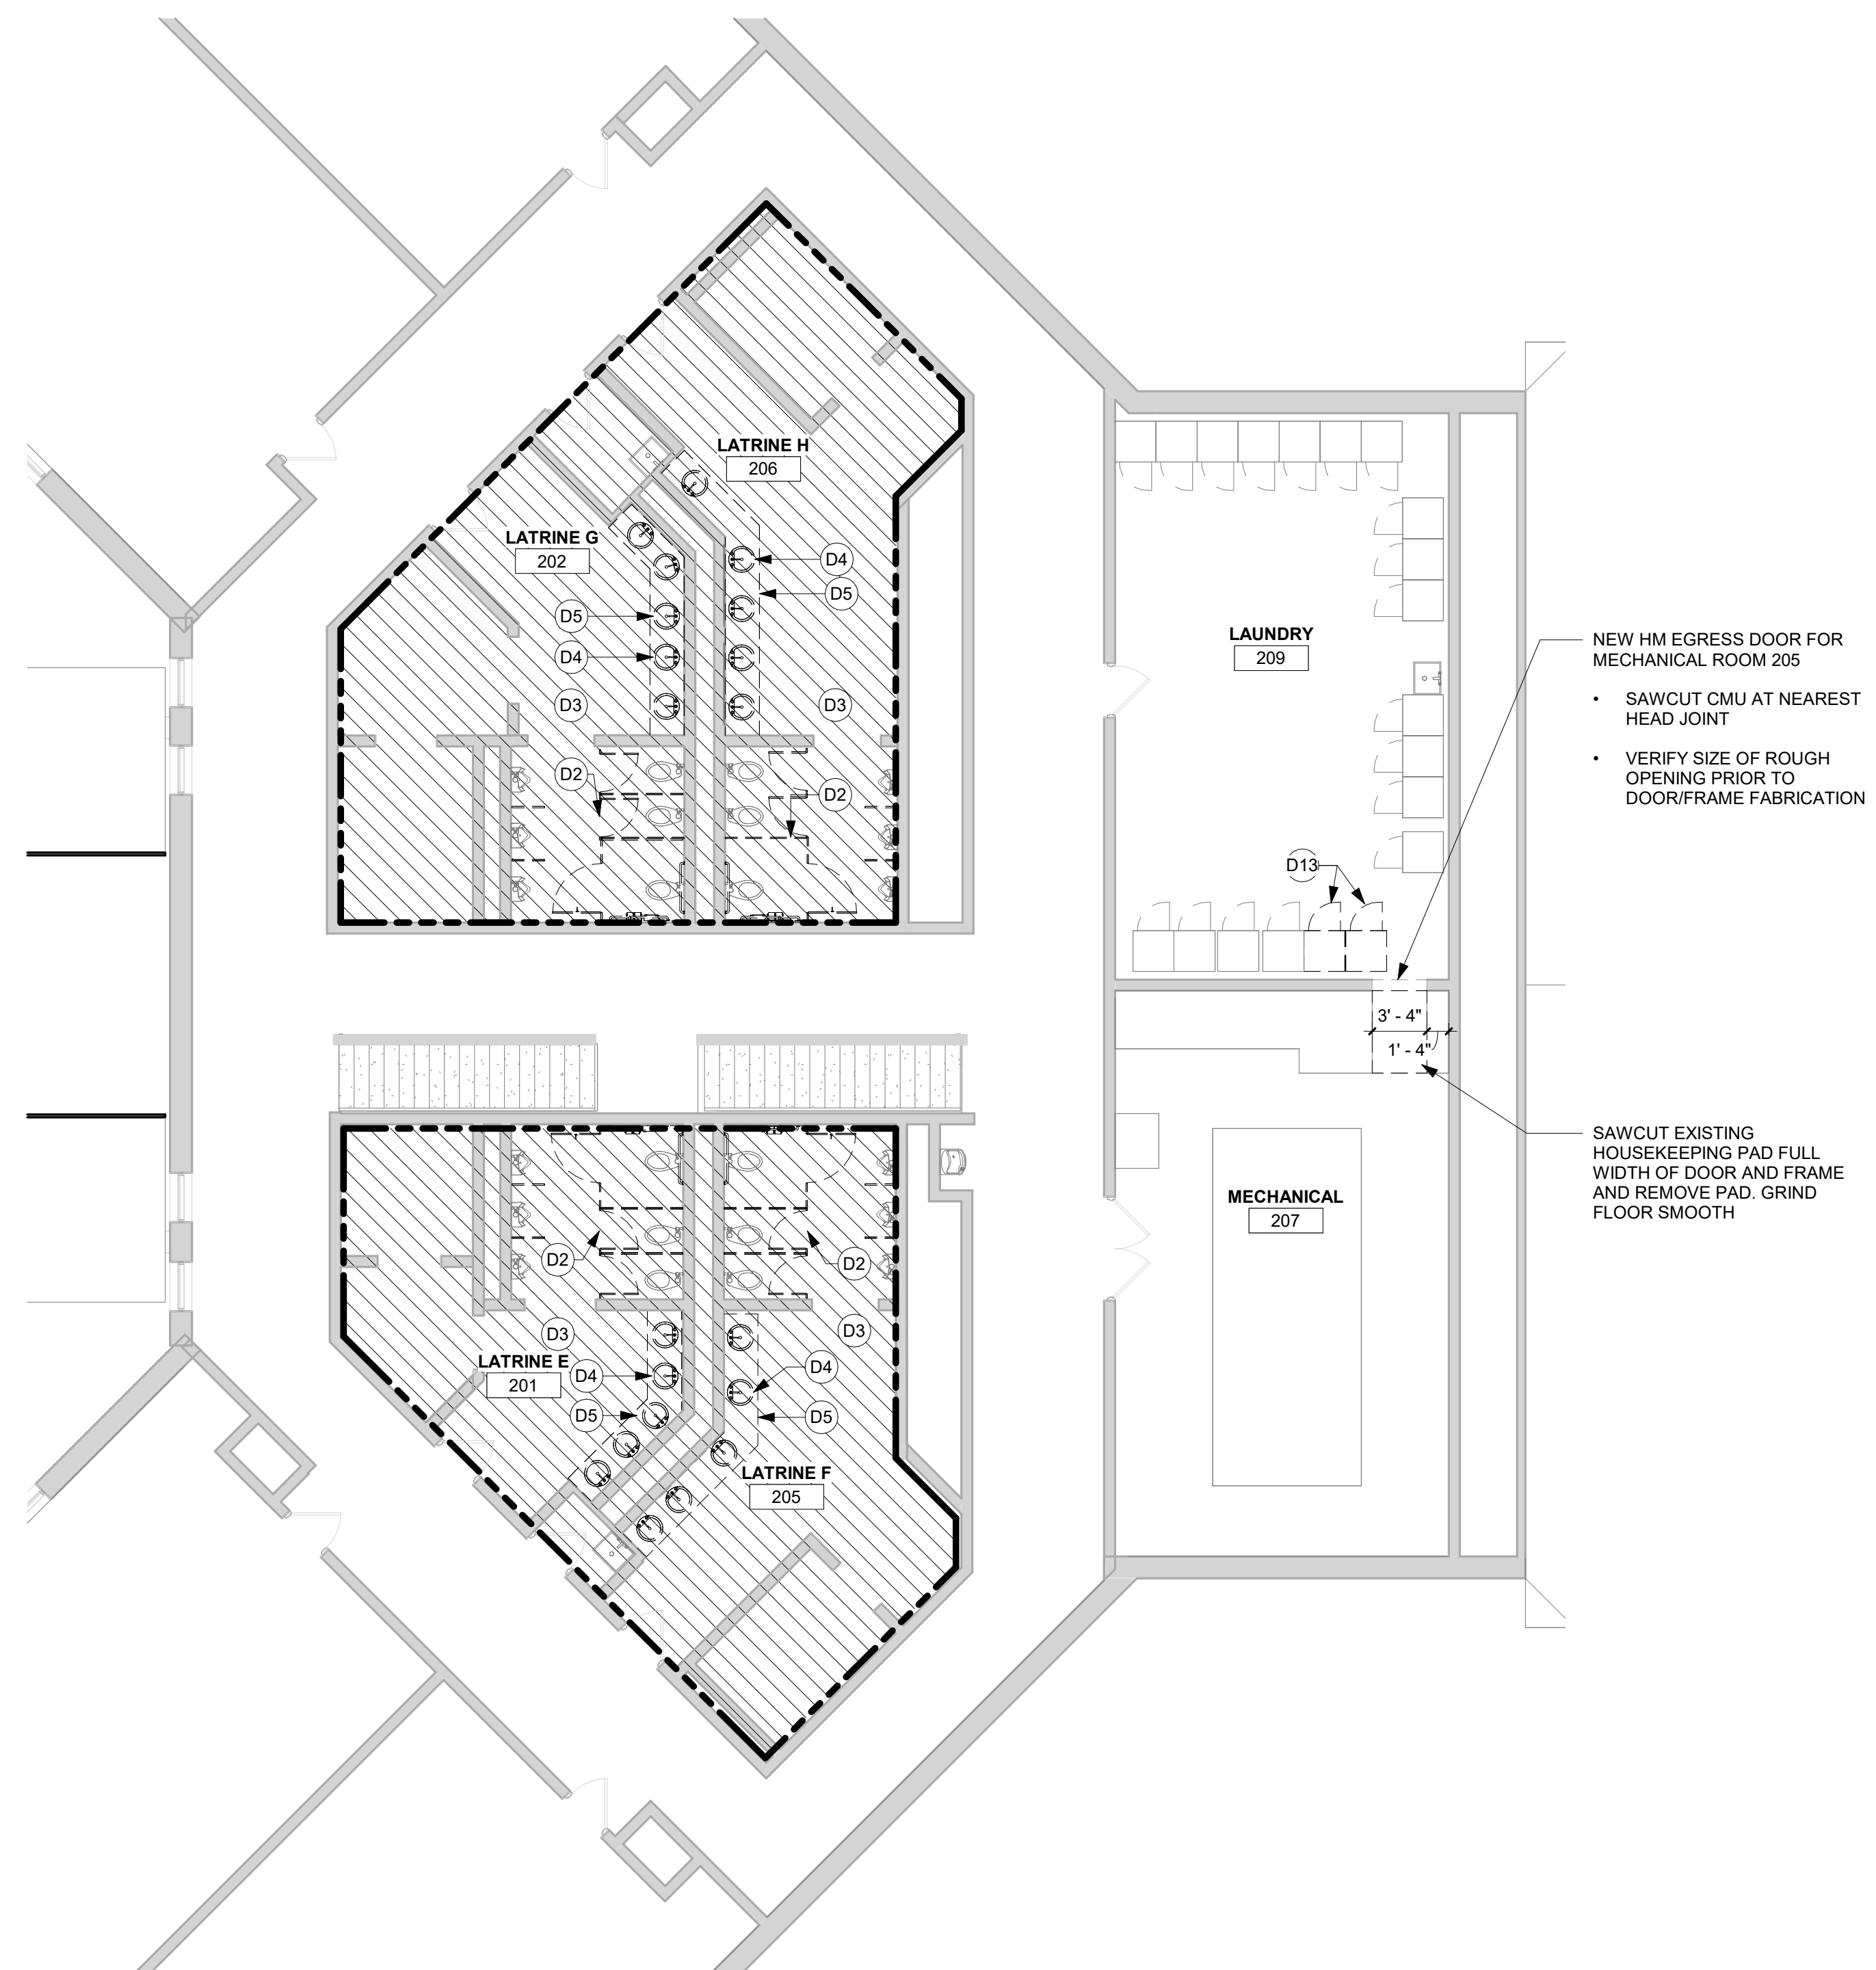 LATRINE H
206
LATRINE G
202
D4
D5
D5
D4
D3
D3
D2
D2
LAUNDRY
209
D13
NEW HM EGRESS DOOR FOR
MECHANICAL ROOM 205
• SAWCUT CMU AT NEAREST
HEAD JOINT
• VERIFY SIZE OF ROUGH
OPENING PRIOR TO
DOOR/FRAME FABRICATION
3' - 4"
1' - 4"
SAWCUT EXISTING
HOUSEKEEPING PAD FULL
WIDTH OF DOOR AND FRAME
AND REMOVE PAD. GRIND
FLOOR SMOOTH
MECHANICAL
207
D2
D2
D3
D3
LATRINE E
201
D4
D4
D5
D5
LATRINE F
205